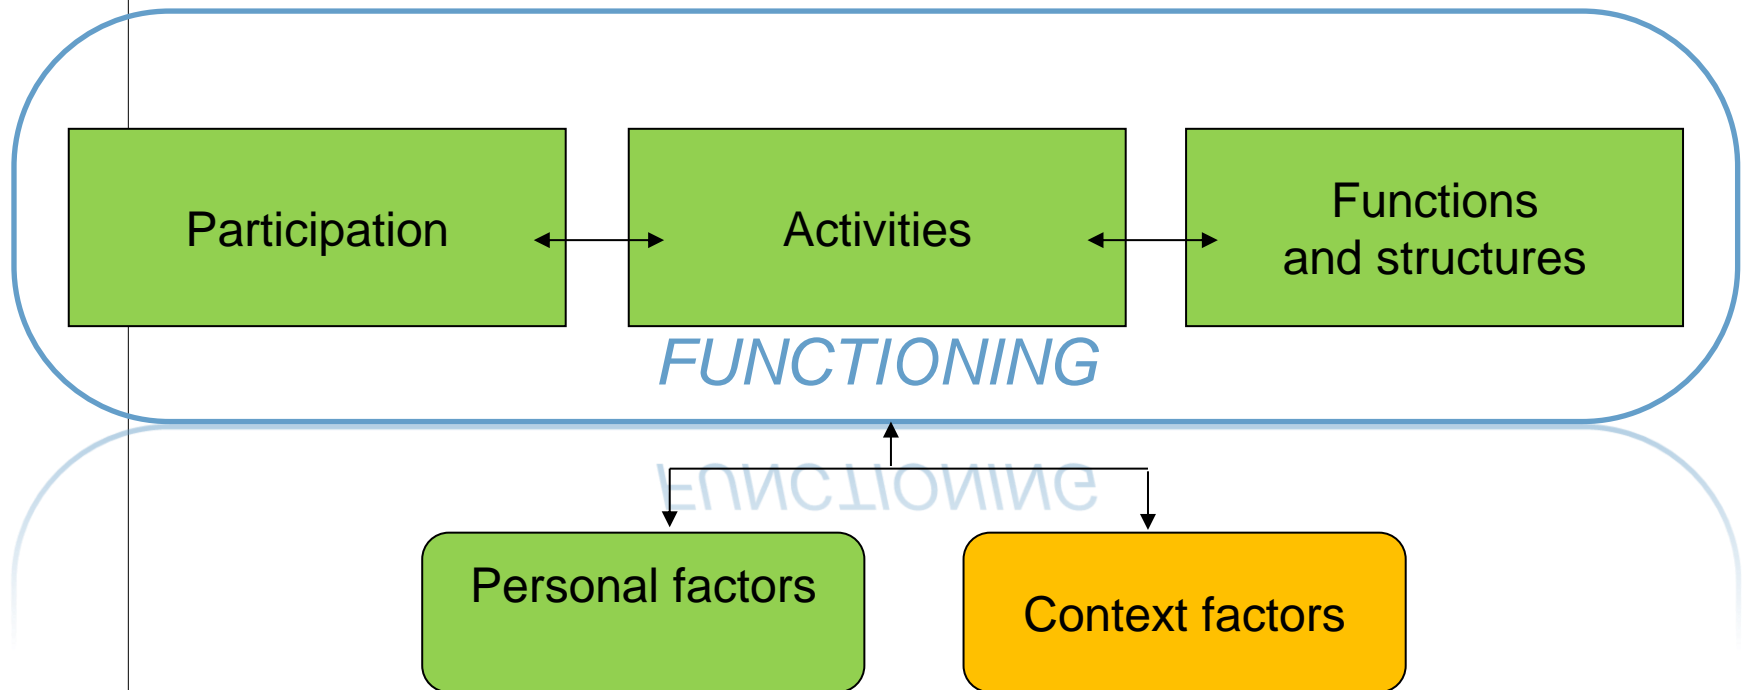 Participation
Activities
Functions
and structures
FUNCTIONING
Personal factors
Context factors